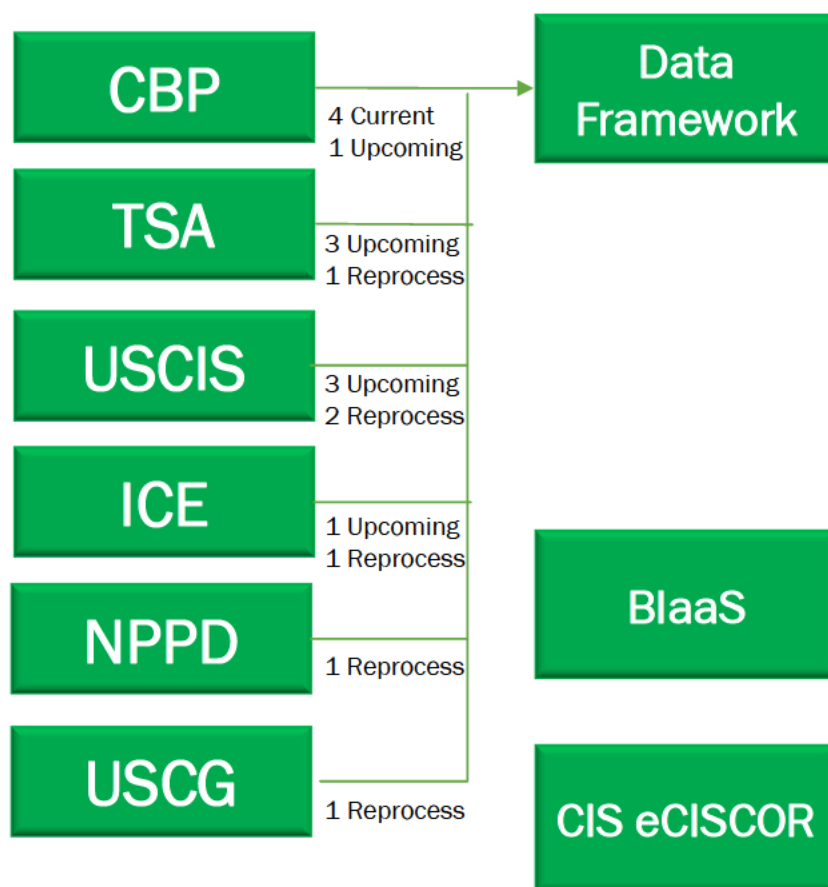 CBP
4 Current
1 Upcoming
TSA
3 Upcoming
1 Reprocess
USCIS
3 Upcoming
2 Reprocess
ICE
1 Upcoming
1 Reprocess
NPPD
1 Reprocess
USCG
1 Reprocess
Data
Framework
BIaaS
CIS eCISCOR